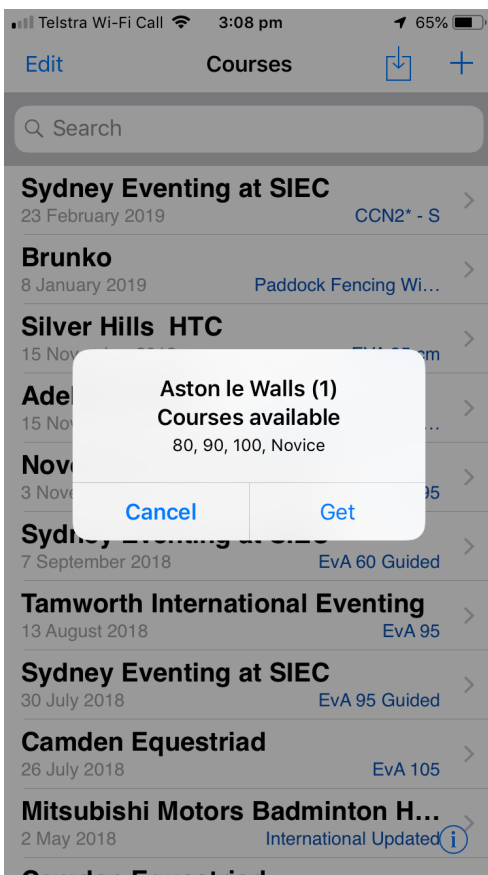 Telstra Wi-Fi Call 3:08 pm 65%
Edit Courses
Search
Sydney Eventing at SIEC
23 February 2019 CCN2* - S
Brunko
8 January 2019 Paddock Fencing Wi...
Silver Hills HTC
15 Nov
Aston le Walls (1)
Courses available
80, 90, 100, Novice
Cancel Get
7 September 2018 EvA 60 Guided
Tamworth International Eventing
13 August 2018 EvA 95
Sydney Eventing at SIEC
30 July 2018 EvA 95 Guided
Camden Equestriad
26 July 2018 EvA 105
Mitsubishi Motors Badminton H...
2 May 2018 International Updated